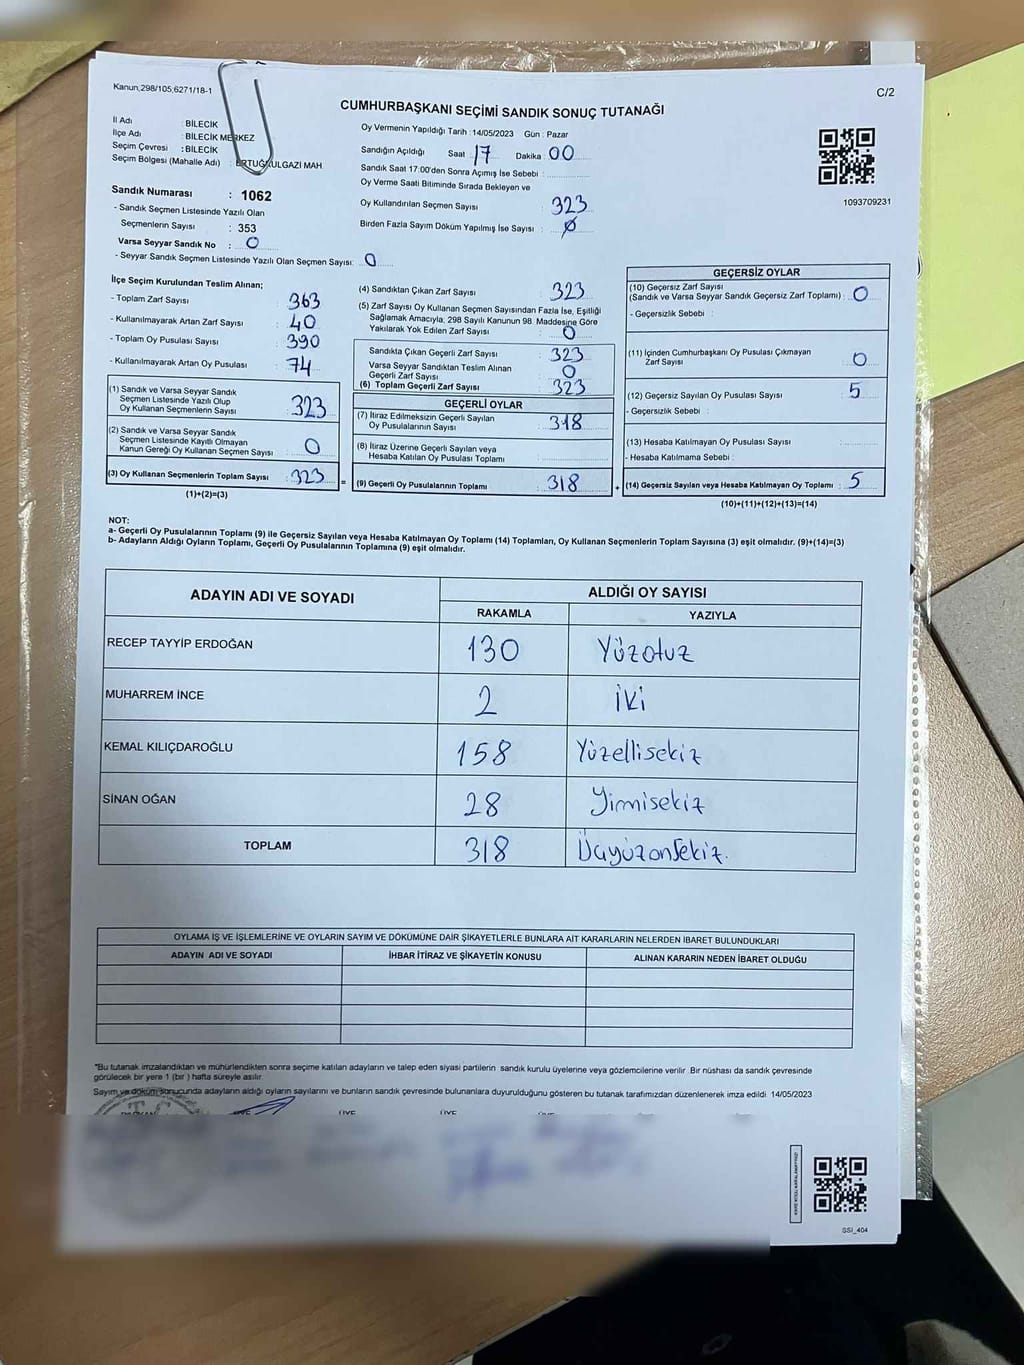 Kanun,298/105,6271/18-1
C/2
CUMHURBAŞKANI SEÇİMİ SANDIK SONUÇ TUTANAĞI
İl Adı : BİLECİK
İlçe Adı : BİLECİK MERKEZ
Seçim Çevresi : BİLECİK
Seçim Bölgesi (Mahalle Adı) : ERTUĞRULGAZİ MAH
Sandık Numarası : 1062
- Sandık Seçmen Listesinde Yazılı Olan
Seçmenlerin Sayısı : 353
Varsa Seyyar Sandık No : 0
- Seyyar Sandık Seçmen Listesinde Yazılı Olan Seçmen Sayısı: 0
Oy Vermenin Yapıldığı Tarih :14/05/2023 Gün : Pazar
Sandığın Açıldığı Saat 17 Dakika 00
Sandık Saat 17:00'den Sonra Açımış İse Sebebi :
Oy Verme Saati Bitiminde Sırada Bekleyen ve
Oy Kullandırılan Seçmen Sayısı : 323
Birden Fazla Sayım Döküm Yapılmış İse Sayısı : 0
1093709231
İlçe Seçim Kurulundan Teslim Alınan;
- Toplam Zarf Sayısı : 363
- Kullanılmayarak Artan Zarf Sayısı : 40
- Toplam Oy Pusulası Sayısı : 390
- Kullanılmayarak Artan Oy Pusulası : 74
(1) Sandık ve Varsa Seyyar Sandık
Seçmen Listesinde Yazılı Olup
Oy Kullanan Seçmenlerin Sayısı : 323
(2) Sandık ve Varsa Seyyar Sandık
Seçmen Listesinde Kayıtlı Olmayan
Kanun Gereği Oy Kullanan Seçmen Sayısı : 0
(3) Oy Kullanan Seçmenlerin Toplam Sayısı : 323 =
(1)+(2)=(3)
(4) Sandıktan Çıkan Zarf Sayısı : 323
(5) Zarf Sayısı Oy Kullanan Seçmen Sayısından Fazla İse, Eşitliği
Sağlamak Amacıyla, 298 Sayılı Kanunun 98. Maddesine Göre
Yakılarak Yok Edilen Zarf Sayısı : 0
Sandıkta Çıkan Geçerli Zarf Sayısı : 323
Varsa Seyyar Sandıktan Teslim Alınan
Geçerli Zarf Sayısı : 0
(6) Toplam Geçerli Zarf Sayısı : 323
GEÇERLİ OYLAR
(7) İtiraz Edilmeksizin Geçerli Sayılan
Oy Pusulalarının Sayısı : 318
(8) İtiraz Üzerine Geçerli Sayılan veya
Hesaba Katılan Oy Pusulası Toplamı :
(9) Geçerli Oy Pusulalarının Toplamı : 318 +
GEÇERSİZ OYLAR
(10) Geçersiz Zarf Sayısı
(Sandık ve Varsa Seyyar Sandık Geçersiz Zarf Toplamı) : 0
- Geçersizlik Sebebi :
(11) İçinden Cumhurbaşkanı Oy Pusulası Çıkmayan
Zarf Sayısı : 0
(12) Geçersiz Sayılan Oy Pusulası Sayısı : 5
- Geçersizlik Sebebi :
(13) Hesaba Katılmayan Oy Pusulası Sayısı :
- Hesaba Katılmama Sebebi :
(14) Geçersiz Sayılan veya Hesaba Katılmayan Oy Toplamı : 5
(10)+(11)+(12)+(13)=(14)
NOT:
a- Geçerli Oy Pusulalarının Toplamı (9) ile Geçersiz Sayılan veya Hesaba Katılmayan Oy Toplamı (14) Toplamları, Oy Kullanan Seçmenlerin Toplam Sayısına (3) eşit olmalıdır. (9)+(14)=(3)
b- Adayların Aldığı Oyların Toplamı, Geçerli Oy Pusulalarının Toplamına (9) eşit olmalıdır.
ADAYIN ADI VE SOYADI ALDIĞI OY SAYISI
RAKAMLA YAZIYLA
RECEP TAYYİP ERDOĞAN 130 Yüzotuz
MUHARREM İNCE 2 İki
KEMAL KILIÇDAROĞLU 158 Yüzellisekiz
SİNAN OĞAN 28 Yirmisekiz
TOPLAM 318 Üçyüzonsekiz.
OYLAMA İŞ VE İŞLEMLERİNE VE OYLARIN SAYIM VE DÖKÜMÜNE DAİR ŞİKAYETLERLE BUNLARA AİT KARARLARIN NELERDEN İBARET BULUNDUKLARI
ADAYIN ADI VE SOYADI İHBAR İTİRAZ VE ŞİKAYETİN KONUSU ALINAN KARARIN NEDEN İBARET OLDUĞU
"Bu tutanak imzalandıktan ve mühürlendikten sonra seçime katılan adayların ve talep eden siyasi partilerin sandık kurulu üyelerine veya gözlemcilerine verilir .Bir nüshası da sandık çevresinde
görülecek bir yere 1 (bir ) hafta süreyle asılır.
Sayım ve döküm sonucunda adayların aldığı oyların sayılarını ve bunların sandık çevresinde bulunanlara duyurulduğunu gösteren bu tutanak tarafımızdan düzenlenerek imza edildi 14/05/2023
BAŞKAN ÜYE ÜYE ÜYE ÜYE
SSİ_404